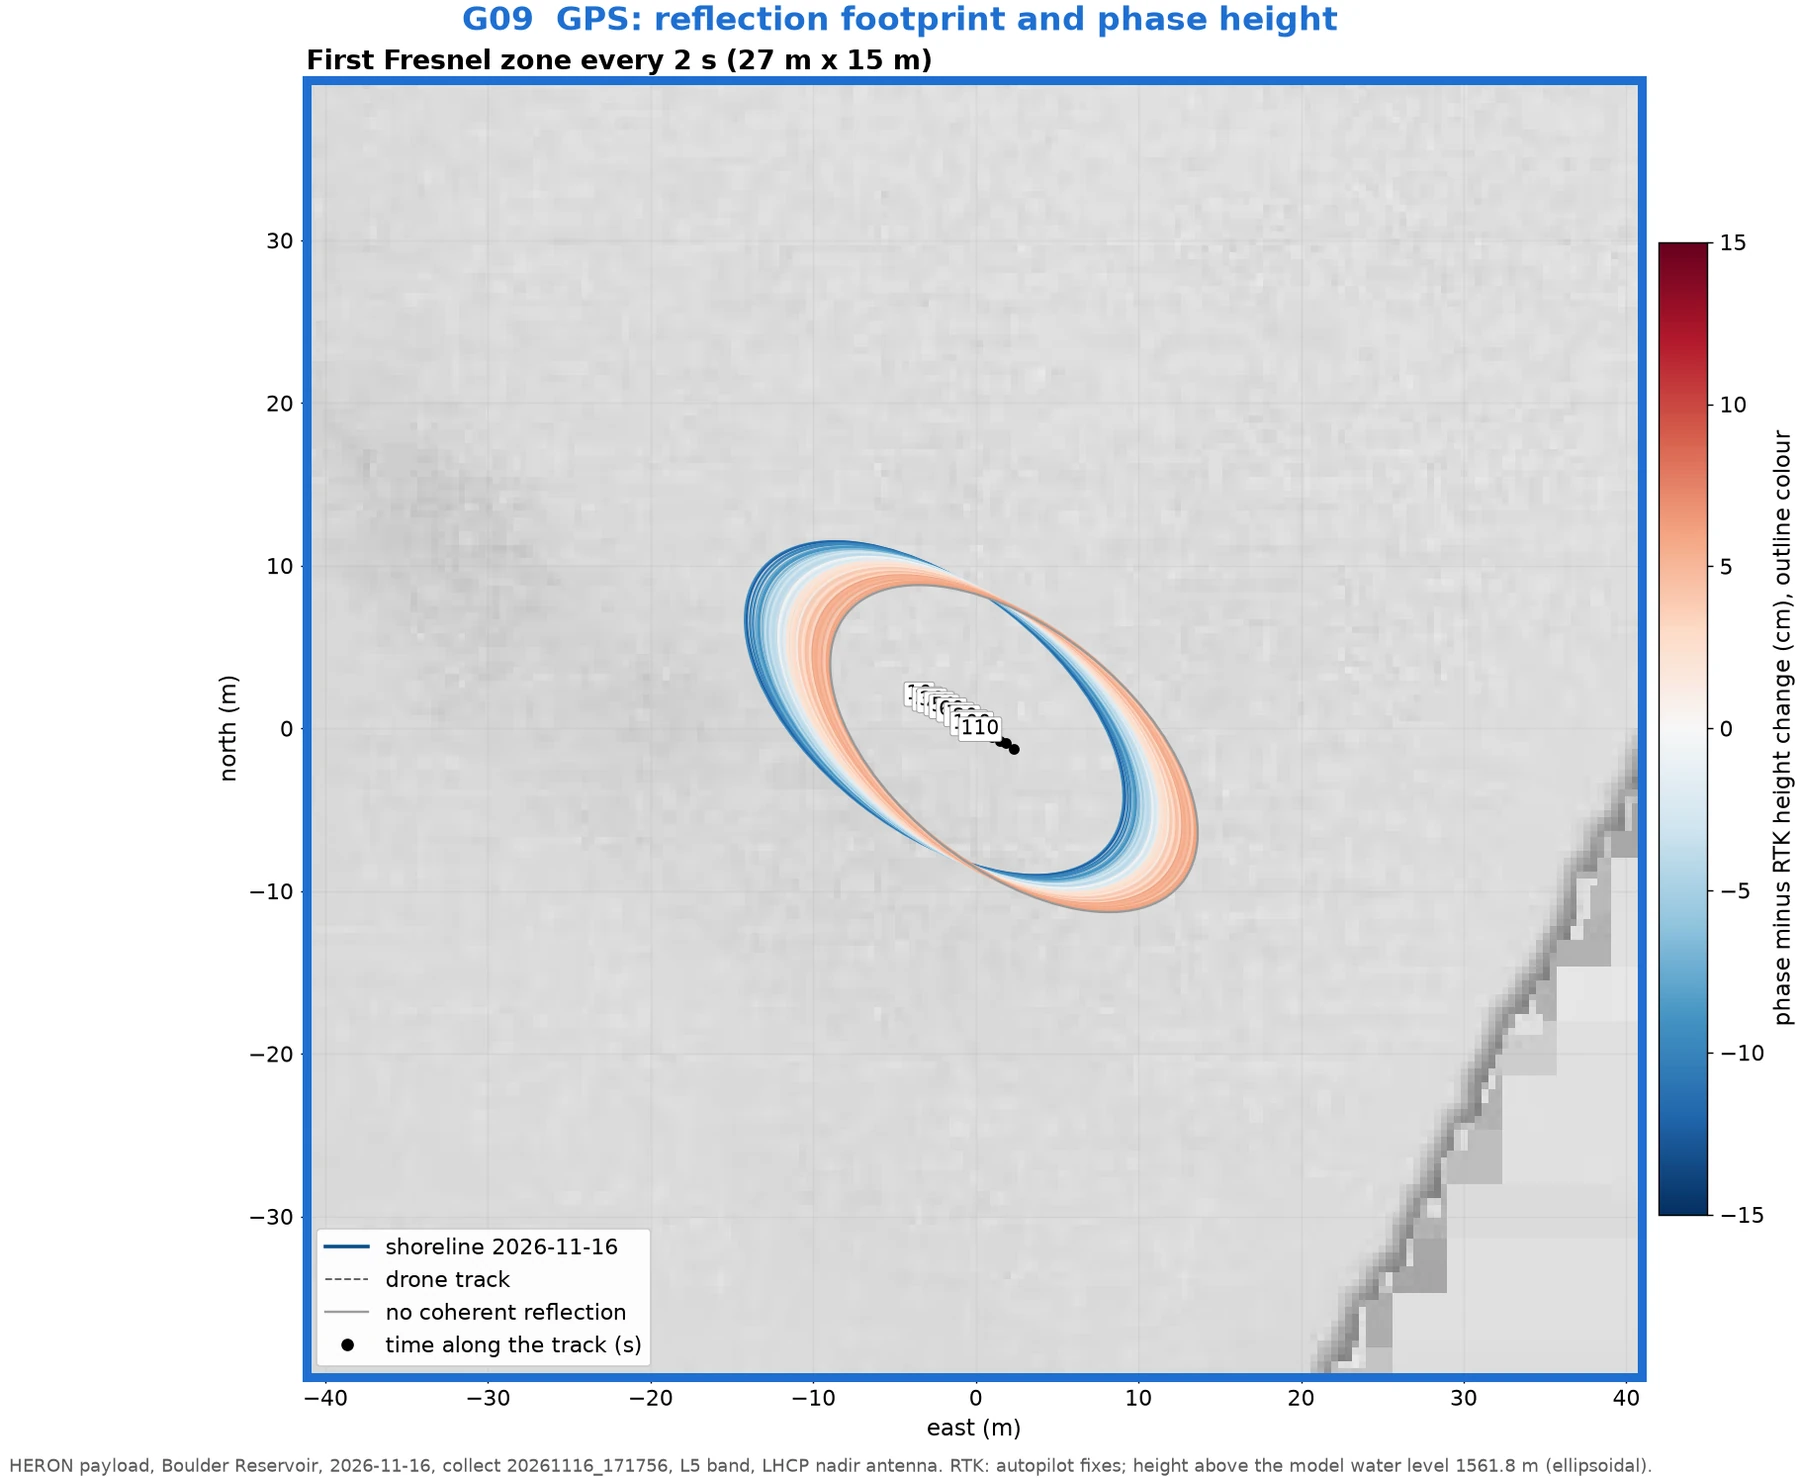 G09  GPS: reflection footprint and phase height
First Fresnel zone every 2 s (27 m x 15 m)
north (m)
30
20
10
0
−10
−20
−30
110
shoreline 2026-11-16
drone track
no coherent reflection
time along the track (s)
−40
−30
−20
−10
0
10
20
30
40
east (m)
15
10
5
0
−5
−10
−15
phase minus RTK height change (cm), outline colour
HERON payload, Boulder Reservoir, 2026-11-16, collect 20261116_171756, L5 band, LHCP nadir antenna. RTK: autopilot fixes; height above the model water level 1561.8 m (ellipsoidal).